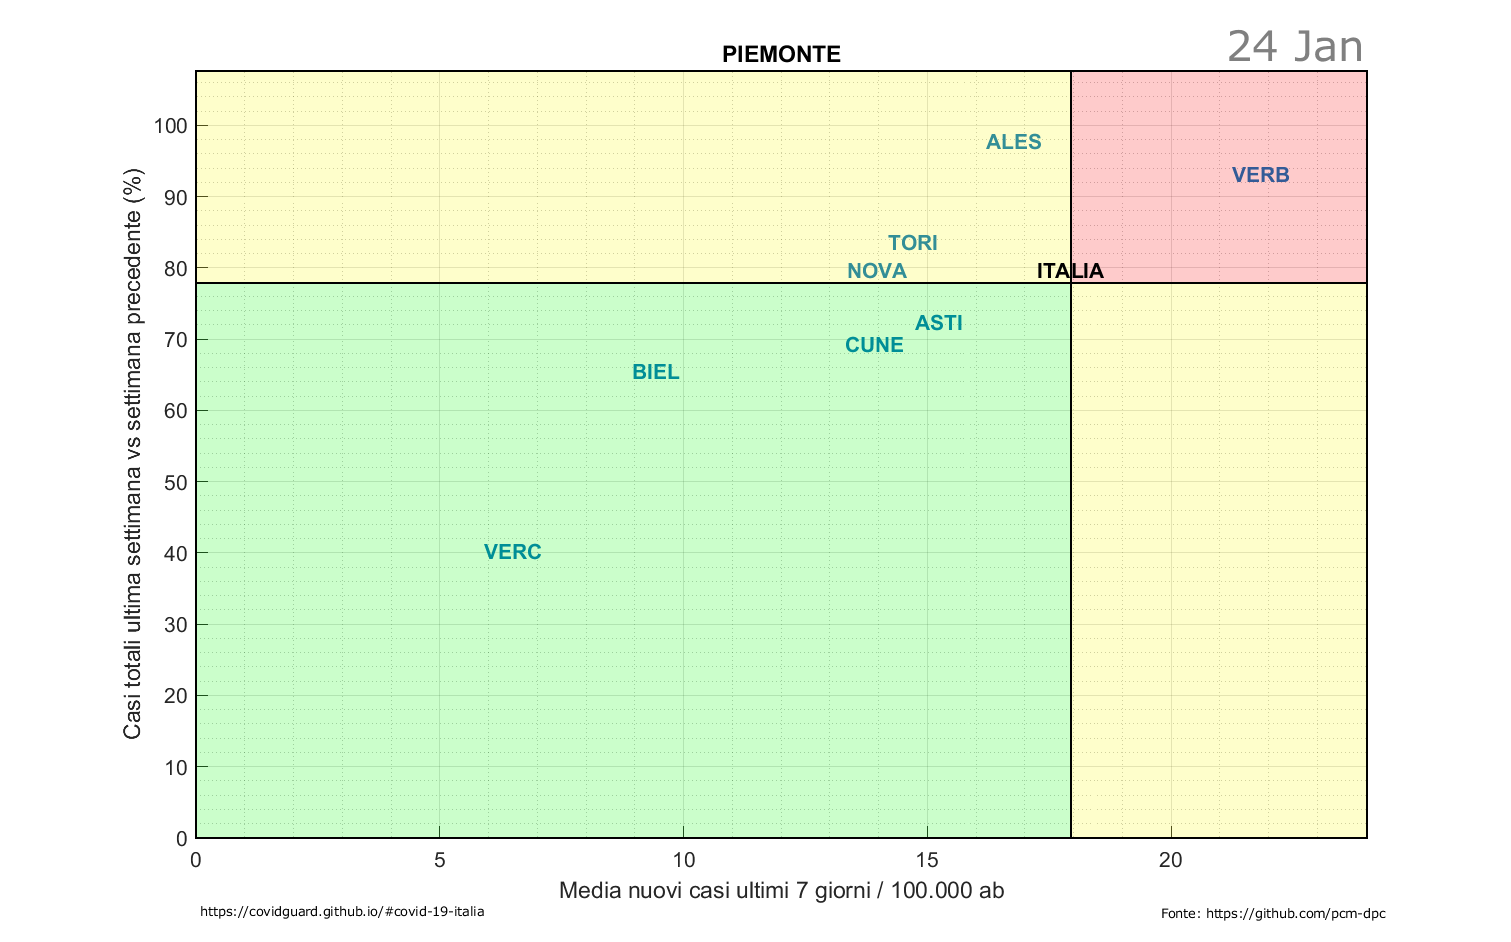 24 Jan
PIEMONTE
Casi totali ultima settimana vs settimana precedente (%)
100
90
80
70
60
50
40
30
20
10
0
ALES
VERB
TORI
NOVA
ITALIA
ASTI
CUNE
BIEL
VERC
0 5 10 15 20
Media nuovi casi ultimi 7 giorni / 100.000 ab
https://covidguard.github.io/#covid-19-italia
Fonte: https://github.com/pcm-dpc